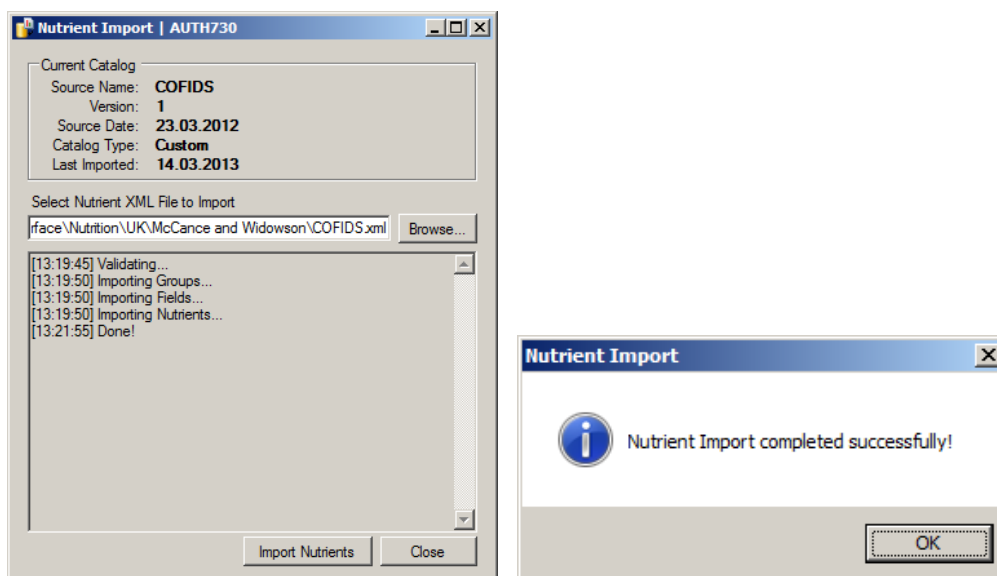 Nutrient Import | AUTH730
Current Catalog
Source Name: COFIDS
Version: 1
Source Date: 23.03.2012
Catalog Type: Custom
Last Imported: 14.03.2013
Select Nutrient XML File to Import
rface\Nutrition\UK\McCance and Widowson\COFIDS.xml Browse...
[13:19:45] Validating...
[13:19:50] Importing Groups...
[13:19:50] Importing Fields...
[13:19:50] Importing Nutrients...
[13:21:55] Done!
Import Nutrients Close
Nutrient Import
Nutrient Import completed successfully!
OK